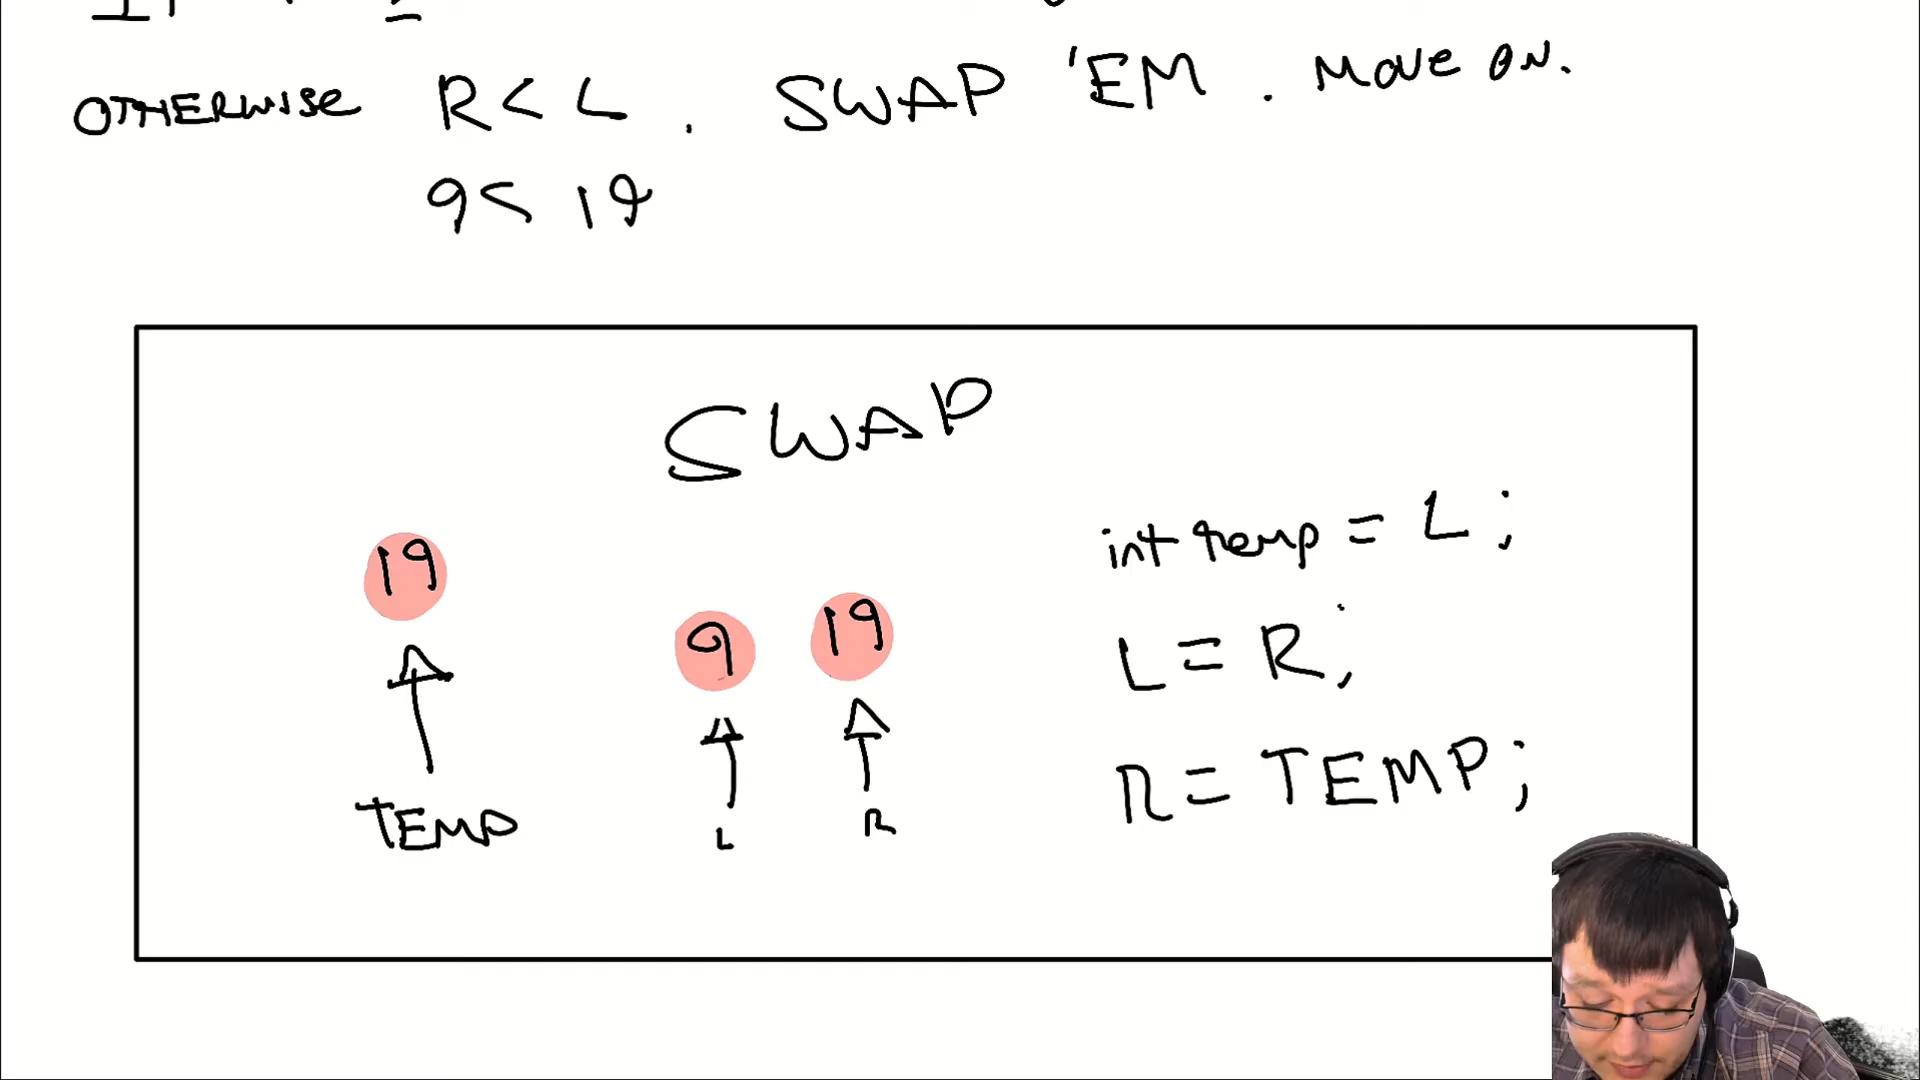 OTHERWISE R < L . SWAP 'EM . MOVE ON.
9 < 19
SWAP
19
9 19
TEMP
L R
int temp = L ;
L = R ;
R = TEMP ;